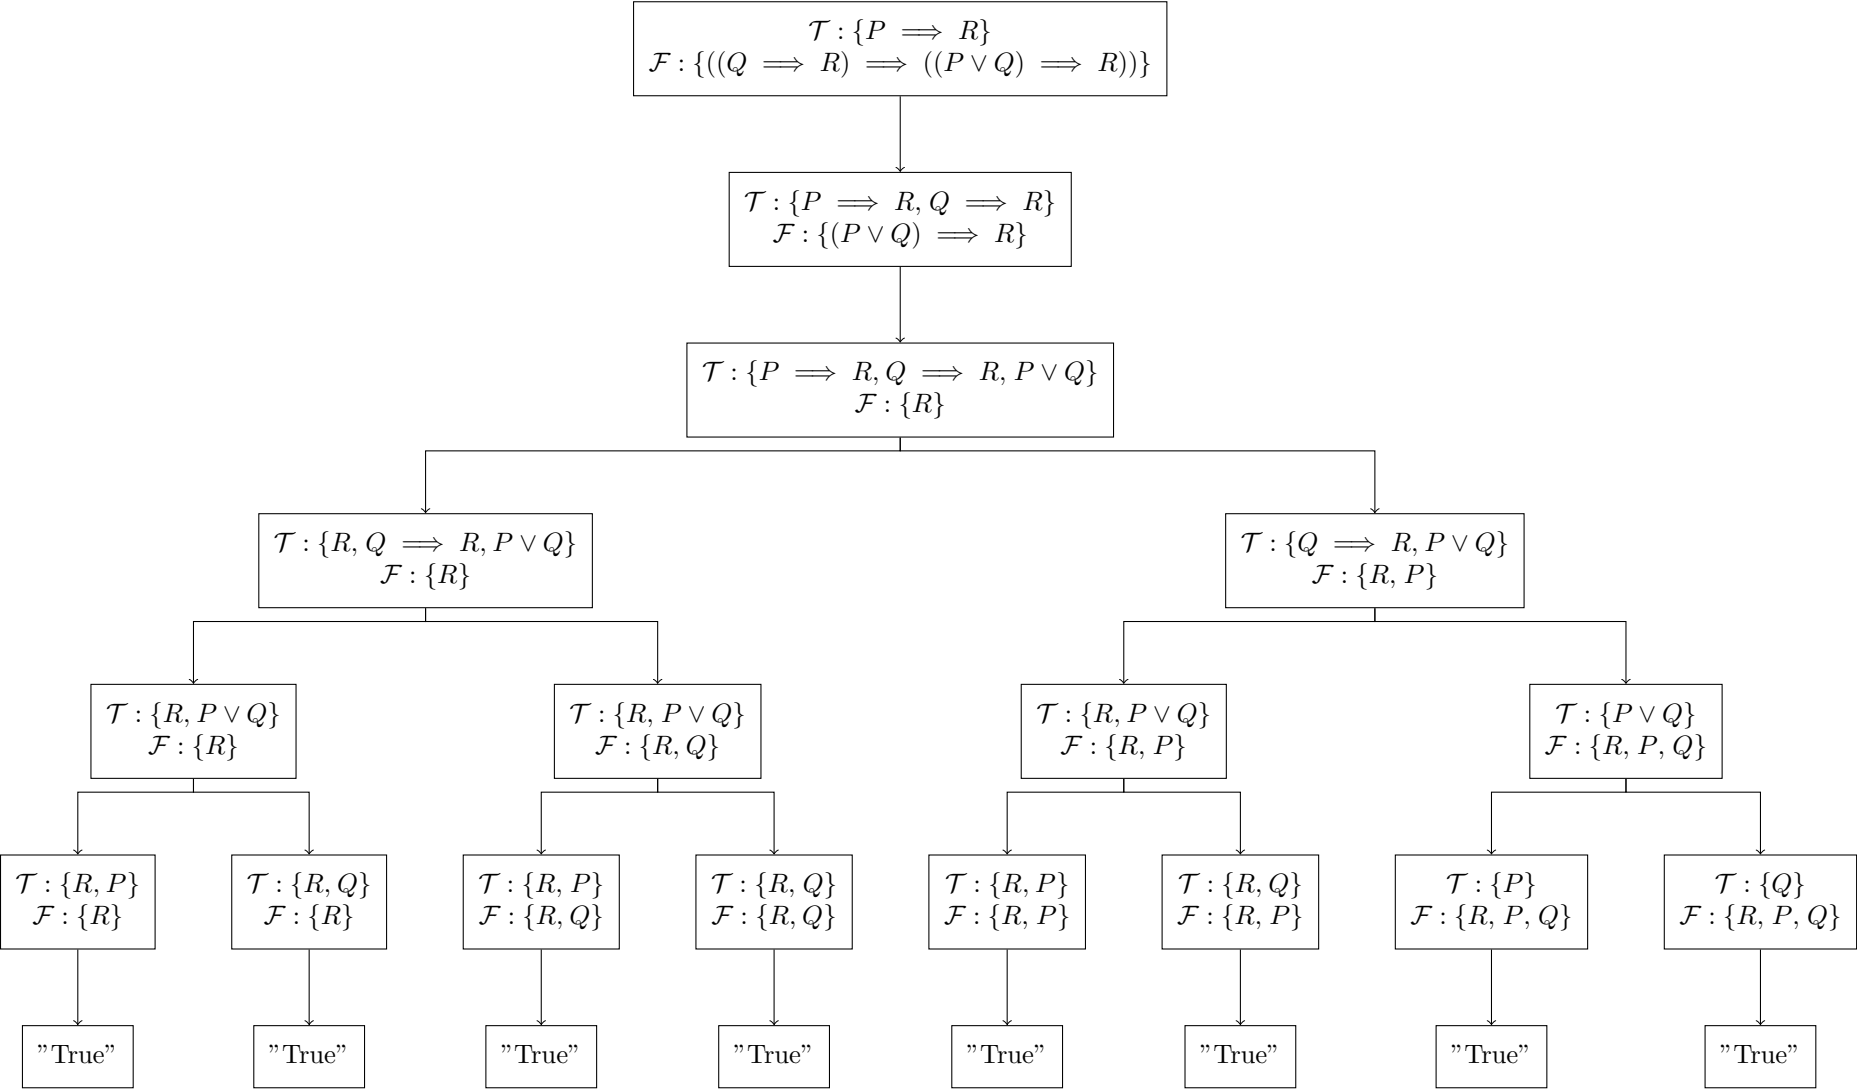 𝒯 : {P ⟹ R}
ℱ : {((Q ⟹ R) ⟹ ((P ∨ Q) ⟹ R))}
𝒯 : {P ⟹ R, Q ⟹ R}
ℱ : {(P ∨ Q) ⟹ R}
𝒯 : {P ⟹ R, Q ⟹ R, P ∨ Q}
ℱ : {R}
𝒯 : {R, Q ⟹ R, P ∨ Q}
ℱ : {R}
𝒯 : {Q ⟹ R, P ∨ Q}
ℱ : {R, P}
𝒯 : {R, P ∨ Q}
ℱ : {R}
𝒯 : {R, P ∨ Q}
ℱ : {R, Q}
𝒯 : {R, P ∨ Q}
ℱ : {R, P}
𝒯 : {P ∨ Q}
ℱ : {R, P, Q}
𝒯 : {R, P}
ℱ : {R}
𝒯 : {R, Q}
ℱ : {R}
𝒯 : {R, P}
ℱ : {R, Q}
𝒯 : {R, Q}
ℱ : {R, Q}
𝒯 : {R, P}
ℱ : {R, P}
𝒯 : {R, Q}
ℱ : {R, P}
𝒯 : {P}
ℱ : {R, P, Q}
𝒯 : {Q}
ℱ : {R, P, Q}
”True”
”True”
”True”
”True”
”True”
”True”
”True”
”True”